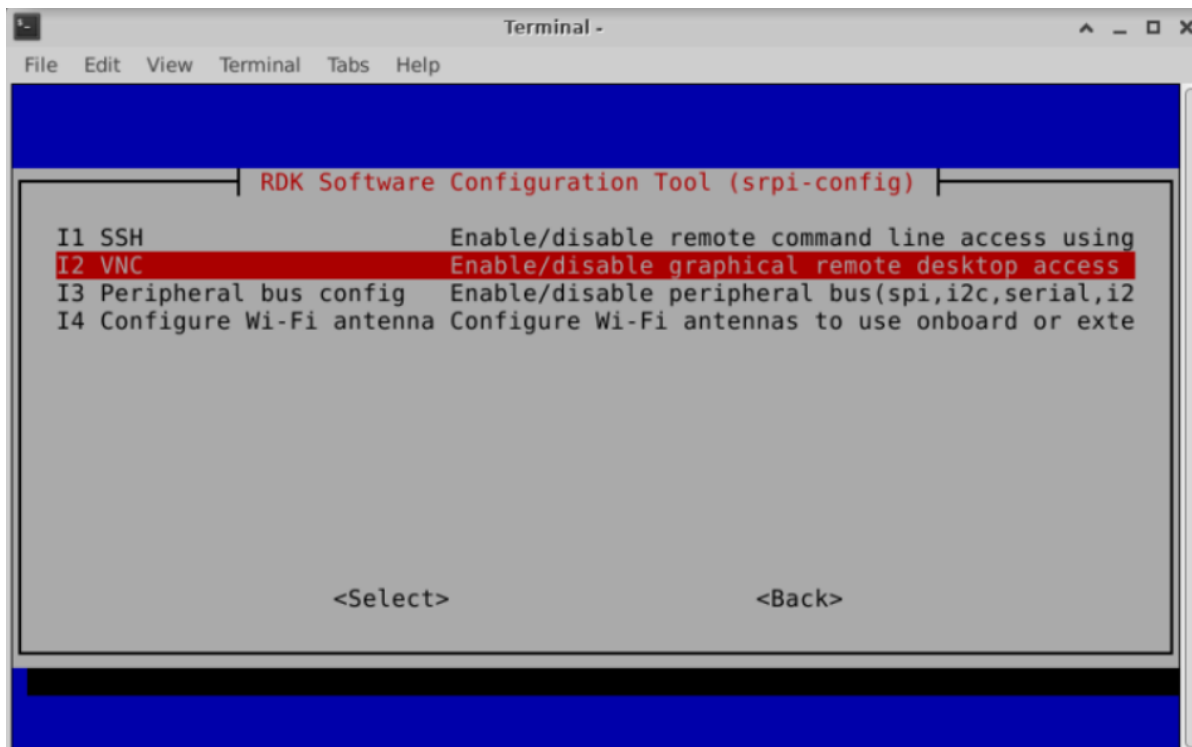 Terminal -
File Edit View Terminal Tabs Help
RDK Software Configuration Tool (srpi-config)
I1 SSH Enable/disable remote command line access using
I2 VNC Enable/disable graphical remote desktop access
I3 Peripheral bus config Enable/disable peripheral bus(spi,i2c,serial,i2
I4 Configure Wi-Fi antenna Configure Wi-Fi antennas to use onboard or exte
<Select> <Back>